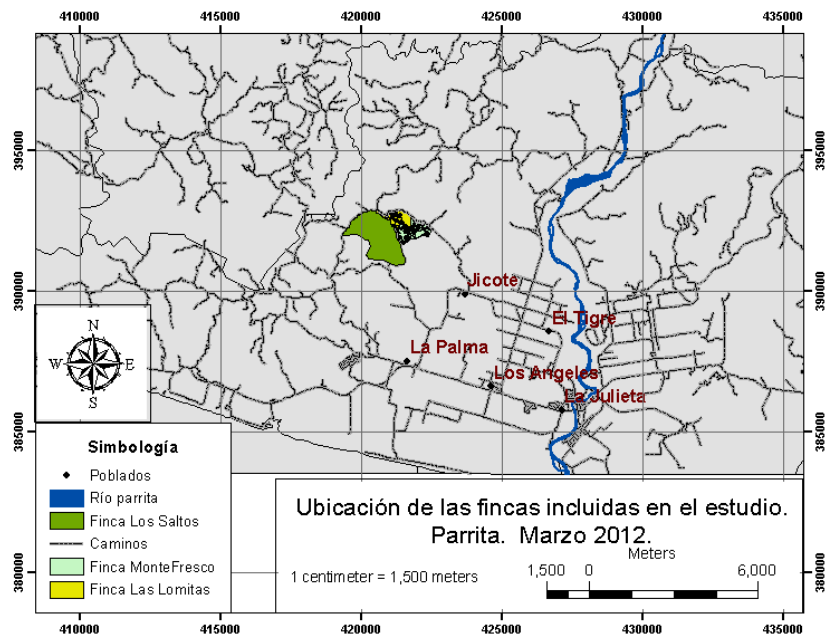 410000 415000 420000 425000 430000 435000
395000
390000
385000
380000
395000
390000
385000
380000
Jicote
El Tigre
La Palma
Los Angeles
La Julieta
N
W E
S
Simbología
Poblados
Río parrita
Finca Los Saltos
Caminos
Finca MonteFresco
Finca Las Lomitas
Ubicación de las fincas incluidas en el estudio.
Parrita. Marzo 2012.
Meters
1 centimeter = 1,500 meters
1,500 0 6,000
410000 415000 420000 425000 430000 435000